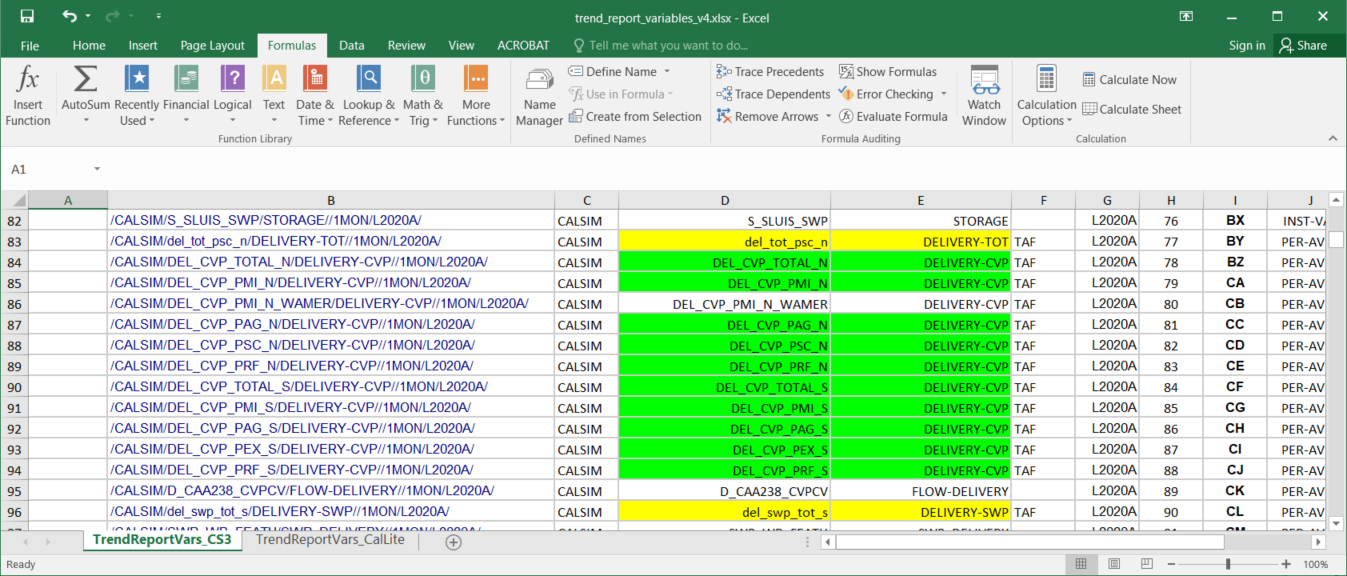 trend_report_variables_v4.xlsx - Excel
File Home Insert Page Layout Formulas Data Review View ACROBAT Tell me what you want to do... Sign in Share
Insert Function
AutoSum
Recently Used
Financial
Logical
Text
Date & Time
Lookup & Reference
Math & Trig
More Functions
Function Library
Name Manager
Define Name
Use in Formula
Create from Selection
Defined Names
Trace Precedents
Trace Dependents
Remove Arrows
Show Formulas
Error Checking
Evaluate Formula
Formula Auditing
Watch Window
Calculation Options
Calculate Now
Calculate Sheet
Calculation
A1
A B C D E F G H I J
82 /CALSIM/S_SLUIS_SWP/STORAGE//1MON/L2020A/ CALSIM S_SLUIS_SWP STORAGE L2020A 76 BX INST-VA
83 /CALSIM/del_tot_psc_n/DELIVERY-TOT//1MON/L2020A/ CALSIM del_tot_psc_n DELIVERY-TOT TAF L2020A 77 BY PER-AV
84 /CALSIM/DEL_CVP_TOTAL_N/DELIVERY-CVP//1MON/L2020A/ CALSIM DEL_CVP_TOTAL_N DELIVERY-CVP TAF L2020A 78 BZ PER-AV
85 /CALSIM/DEL_CVP_PMI_N/DELIVERY-CVP//1MON/L2020A/ CALSIM DEL_CVP_PMI_N DELIVERY-CVP TAF L2020A 79 CA PER-AV
86 /CALSIM/DEL_CVP_PMI_N_WAMER/DELIVERY-CVP//1MON/L2020A/ CALSIM DEL_CVP_PMI_N_WAMER DELIVERY-CVP TAF L2020A 80 CB PER-AV
87 /CALSIM/DEL_CVP_PAG_N/DELIVERY-CVP//1MON/L2020A/ CALSIM DEL_CVP_PAG_N DELIVERY-CVP TAF L2020A 81 CC PER-AV
88 /CALSIM/DEL_CVP_PSC_N/DELIVERY-CVP//1MON/L2020A/ CALSIM DEL_CVP_PSC_N DELIVERY-CVP TAF L2020A 82 CD PER-AV
89 /CALSIM/DEL_CVP_PRF_N/DELIVERY-CVP//1MON/L2020A/ CALSIM DEL_CVP_PRF_N DELIVERY-CVP TAF L2020A 83 CE PER-AV
90 /CALSIM/DEL_CVP_TOTAL_S/DELIVERY-CVP//1MON/L2020A/ CALSIM DEL_CVP_TOTAL_S DELIVERY-CVP TAF L2020A 84 CF PER-AV
91 /CALSIM/DEL_CVP_PMI_S/DELIVERY-CVP//1MON/L2020A/ CALSIM DEL_CVP_PMI_S DELIVERY-CVP TAF L2020A 85 CG PER-AV
92 /CALSIM/DEL_CVP_PAG_S/DELIVERY-CVP//1MON/L2020A/ CALSIM DEL_CVP_PAG_S DELIVERY-CVP TAF L2020A 86 CH PER-AV
93 /CALSIM/DEL_CVP_PEX_S/DELIVERY-CVP//1MON/L2020A/ CALSIM DEL_CVP_PEX_S DELIVERY-CVP TAF L2020A 87 CI PER-AV
94 /CALSIM/DEL_CVP_PRF_S/DELIVERY-CVP//1MON/L2020A/ CALSIM DEL_CVP_PRF_S DELIVERY-CVP TAF L2020A 88 CJ PER-AV
95 /CALSIM/D_CAA238_CVPCV/FLOW-DELIVERY//1MON/L2020A/ CALSIM D_CAA238_CVPCV FLOW-DELIVERY L2020A 89 CK PER-AV
96 /CALSIM/del_swp_tot_s/DELIVERY-SWP//1MON/L2020A/ CALSIM del_swp_tot_s DELIVERY-SWP TAF L2020A 90 CL PER-AV
TrendReportVars_CS3 TrendReportVars_CalLite
Ready 100%